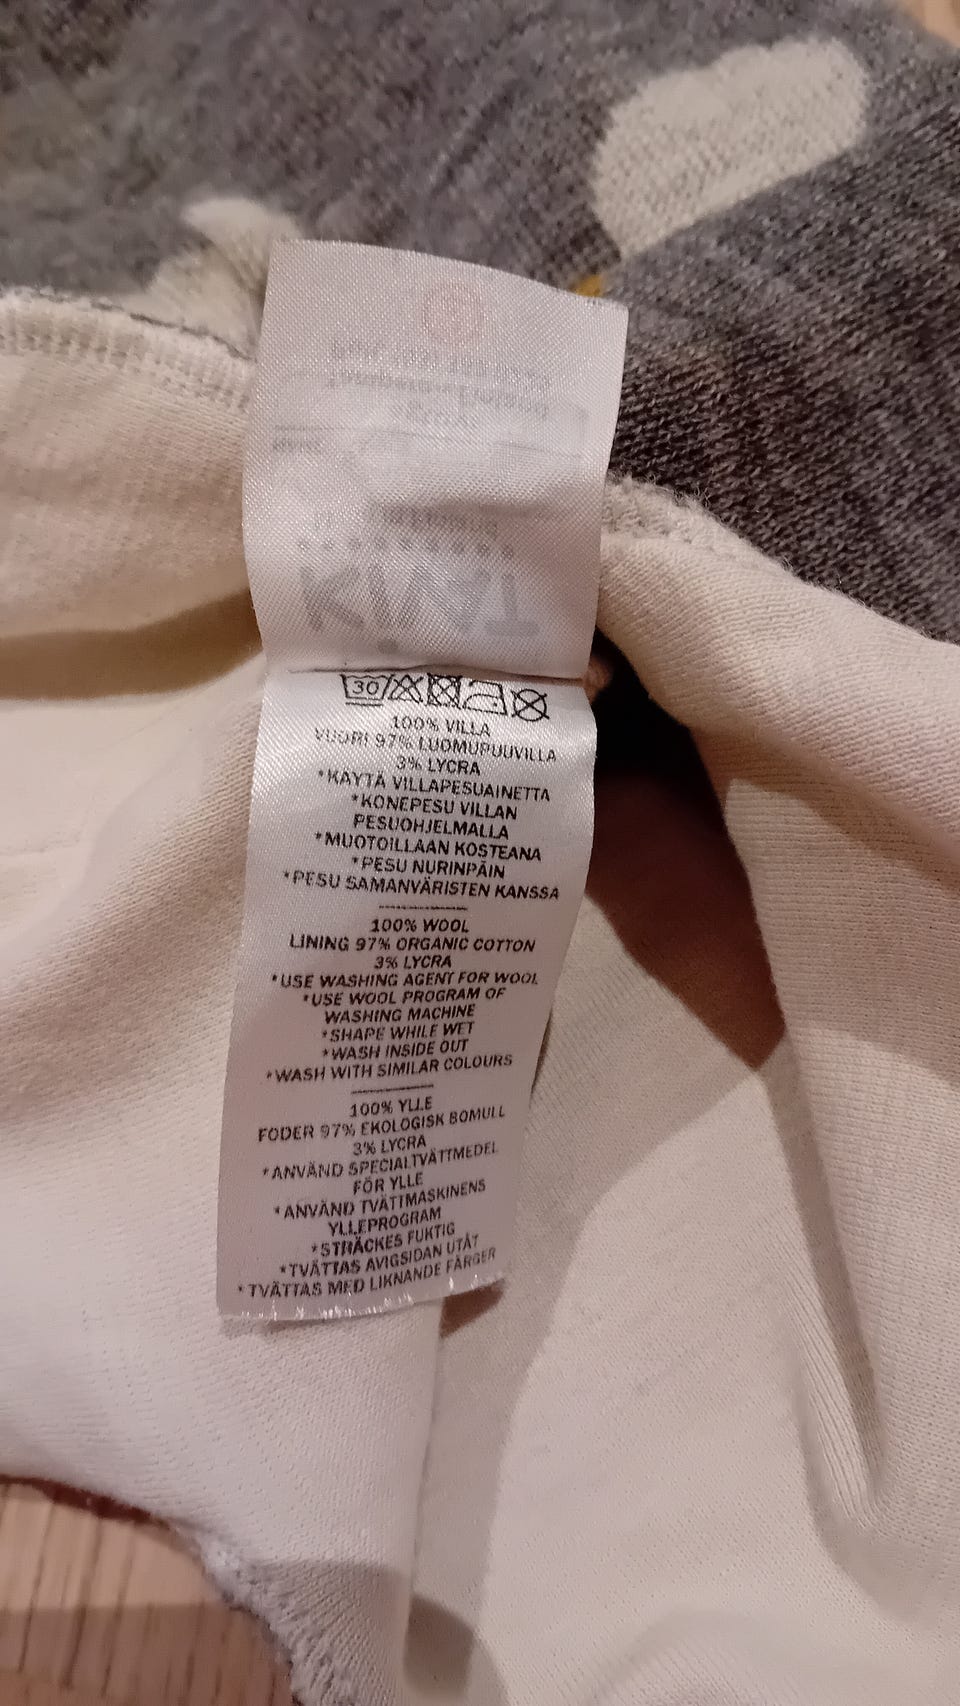 30
100% VILLA
VUORI 97% LUOMUPUUVILLA
3% LYCRA
*KÄYTÄ VILLAPESUAINETTA
*KONEPESU VILLAN
PESUOHJELMALLA
*MUOTOILLAAN KOSTEANA
*PESU NURINPÄIN
*PESU SAMANVÄRISTEN KANSSA
100% WOOL
LINING 97% ORGANIC COTTON
3% LYCRA
*USE WASHING AGENT FOR WOOL
*USE WOOL PROGRAM OF
WASHING MACHINE
*SHAPE WHILE WET
*WASH INSIDE OUT
*WASH WITH SIMILAR COLOURS
100% YLLE
FODER 97% EKOLOGISK BOMULL
3% LYCRA
*ANVÄND SPECIALTVÄTTMEDEL
FÖR YLLE
*ANVÄND TVÄTTMASKINENS
YLLEPROGRAM
*STRÄCKES FUKTIG
*TVÄTTAS AVIGSIDAN UTÅT
*TVÄTTAS MED LIKNANDE FÄRGER